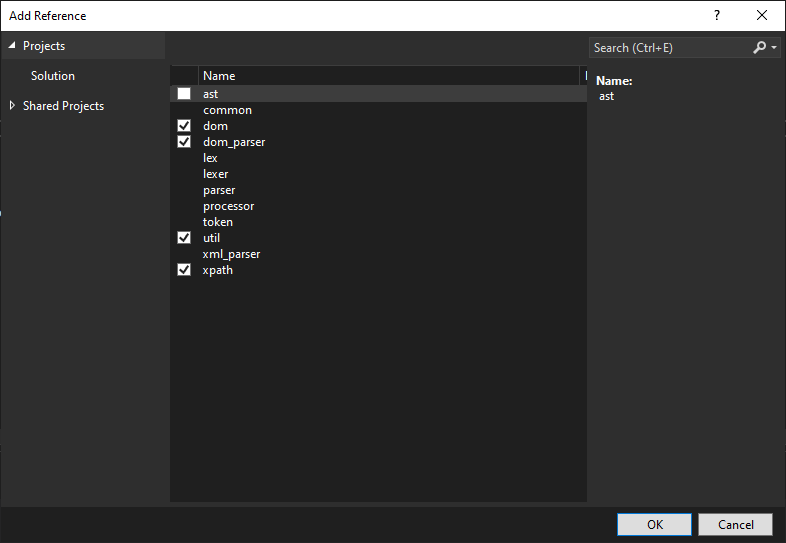 Add Reference
?
Projects
Search (Ctrl+E)
Solution
Shared Projects
Name
ast
common
dom
dom_parser
lex
lexer
parser
processor
token
util
xml_parser
xpath
Name:
ast
OK
Cancel